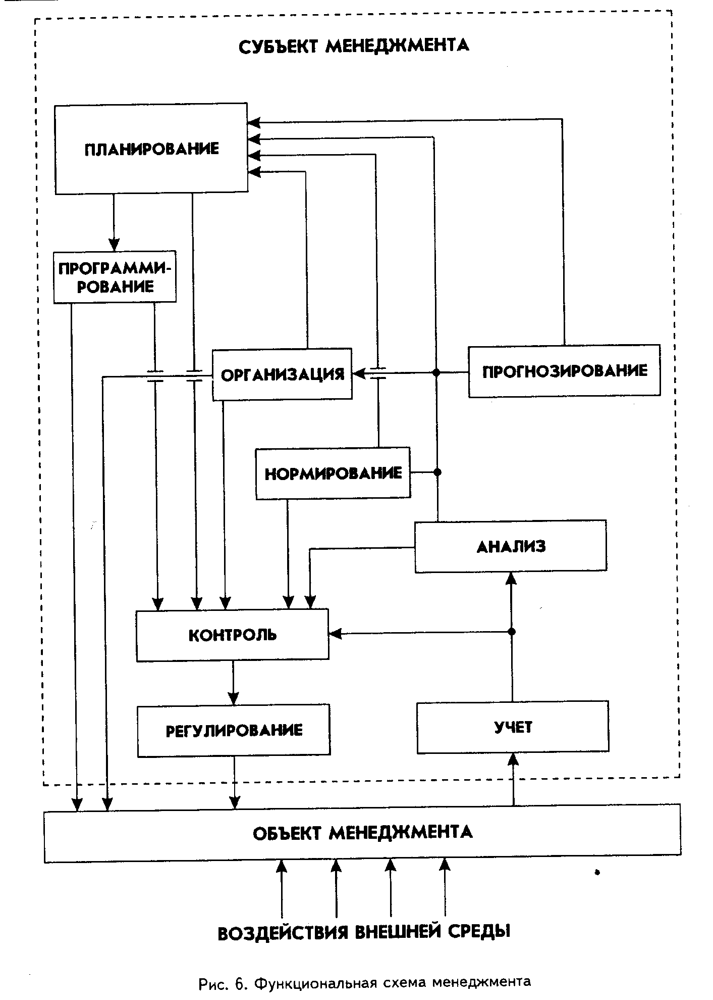 СУБЪЕКТ МЕНЕДЖМЕНТА
ПЛАНИРОВАНИЕ
ПРОГРАММИ-
РОВАНИЕ
ОРГАНИЗАЦИЯ
ПРОГНОЗИРОВАНИЕ
НОРМИРОВАНИЕ
АНАЛИЗ
КОНТРОЛЬ
РЕГУЛИРОВАНИЕ
УЧЕТ
ОБЪЕКТ МЕНЕДЖМЕНТА
ВОЗДЕЙСТВИЯ ВНЕШНЕЙ СРЕДЫ
Рис. 6. Функциональная схема менеджмента